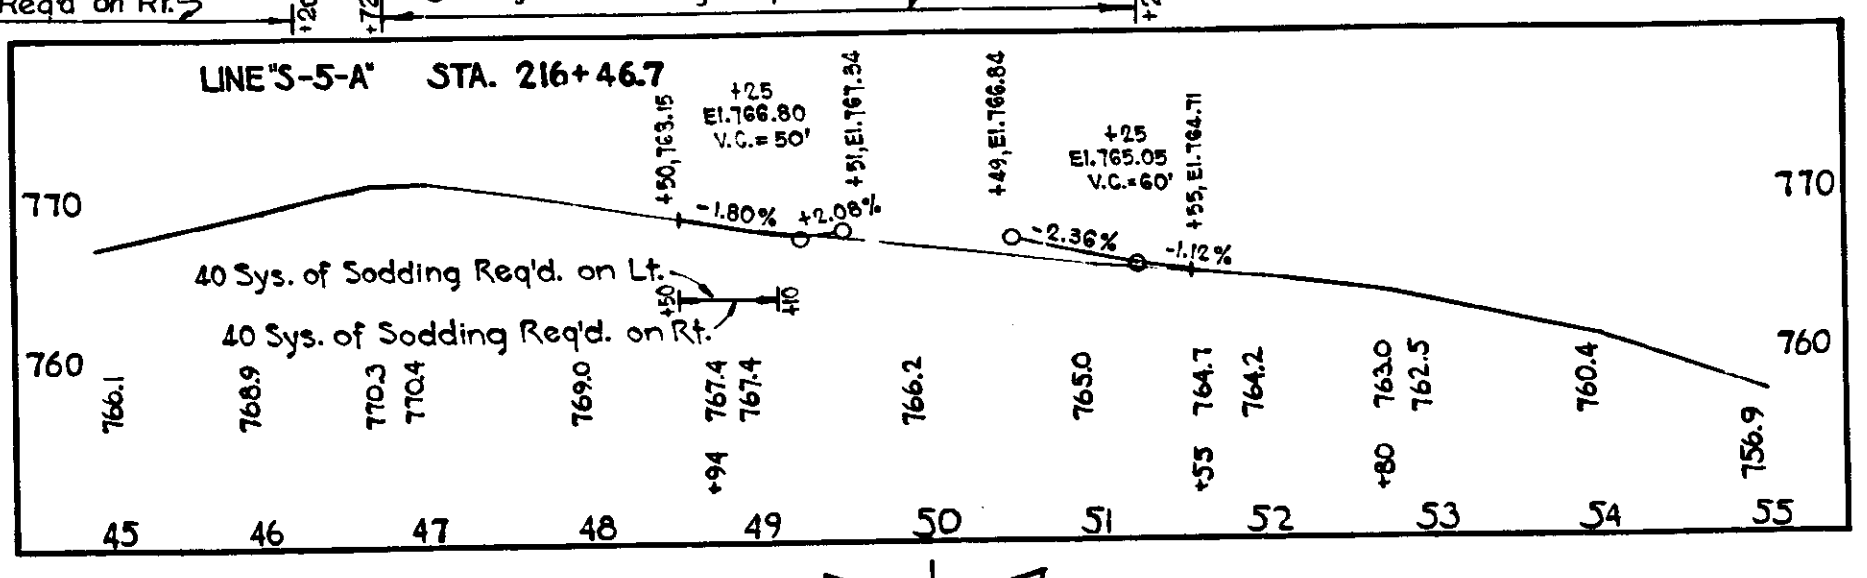 Req'd on Rt.
+20
+72
LINE "S-5-A" STA. 216+46.7
+50, 763.15
+25
El. 766.80
V.C.= 50'
+51, El. 767.34
+49, El. 766.84
+25
El. 765.05
V.C.=60'
+55, El. 764.71
770
770
-1.80% +2.08%
-2.36%
-1.12%
40 Sys. of Sodding Req'd. on Lt.
+50
+10
40 Sys. of Sodding Req'd. on Rt.
760
760
766.1 768.9 770.3 770.4 769.0 767.4 767.4 766.2 765.0 764.7 764.2 763.0 762.5 760.4 756.9
+94 +55 +80
45 46 47 48 49 50 51 52 53 54 55